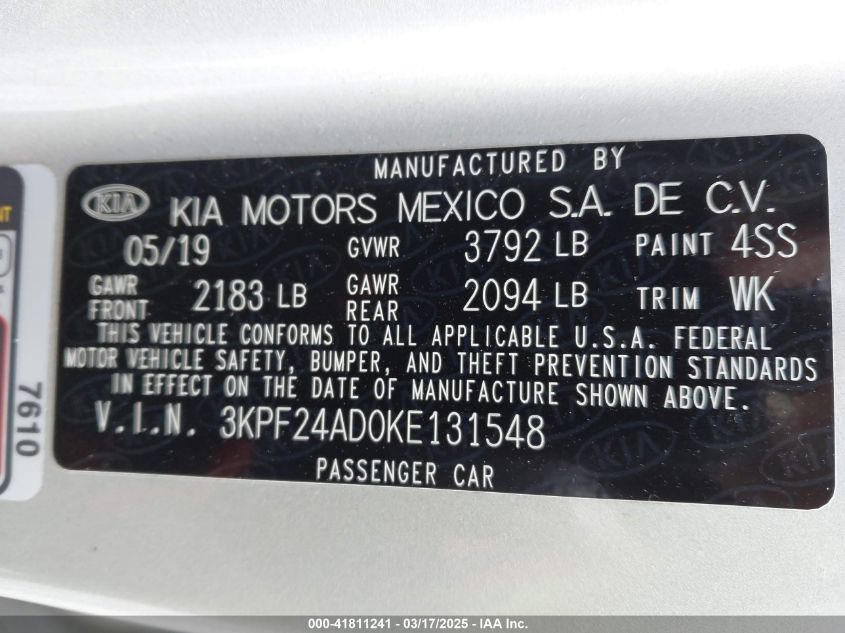 MANUFACTURED BY
KIA KIA MOTORS MEXICO S.A. DE C.V.
05/19 GVWR 3792 LB PAINT 4SS
GAWR FRONT 2183 LB GAWR REAR 2094 LB TRIM WK
THIS VEHICLE CONFORMS TO ALL APPLICABLE U.S.A. FEDERAL
MOTOR VEHICLE SAFETY, BUMPER, AND THEFT PREVENTION STANDARDS
IN EFFECT ON THE DATE OF MANUFACTURE SHOWN ABOVE.
V.I.N. 3KPF24AD0KE131548
PASSENGER CAR
7610
000-41811241 - 03/17/2025 - IAA Inc.